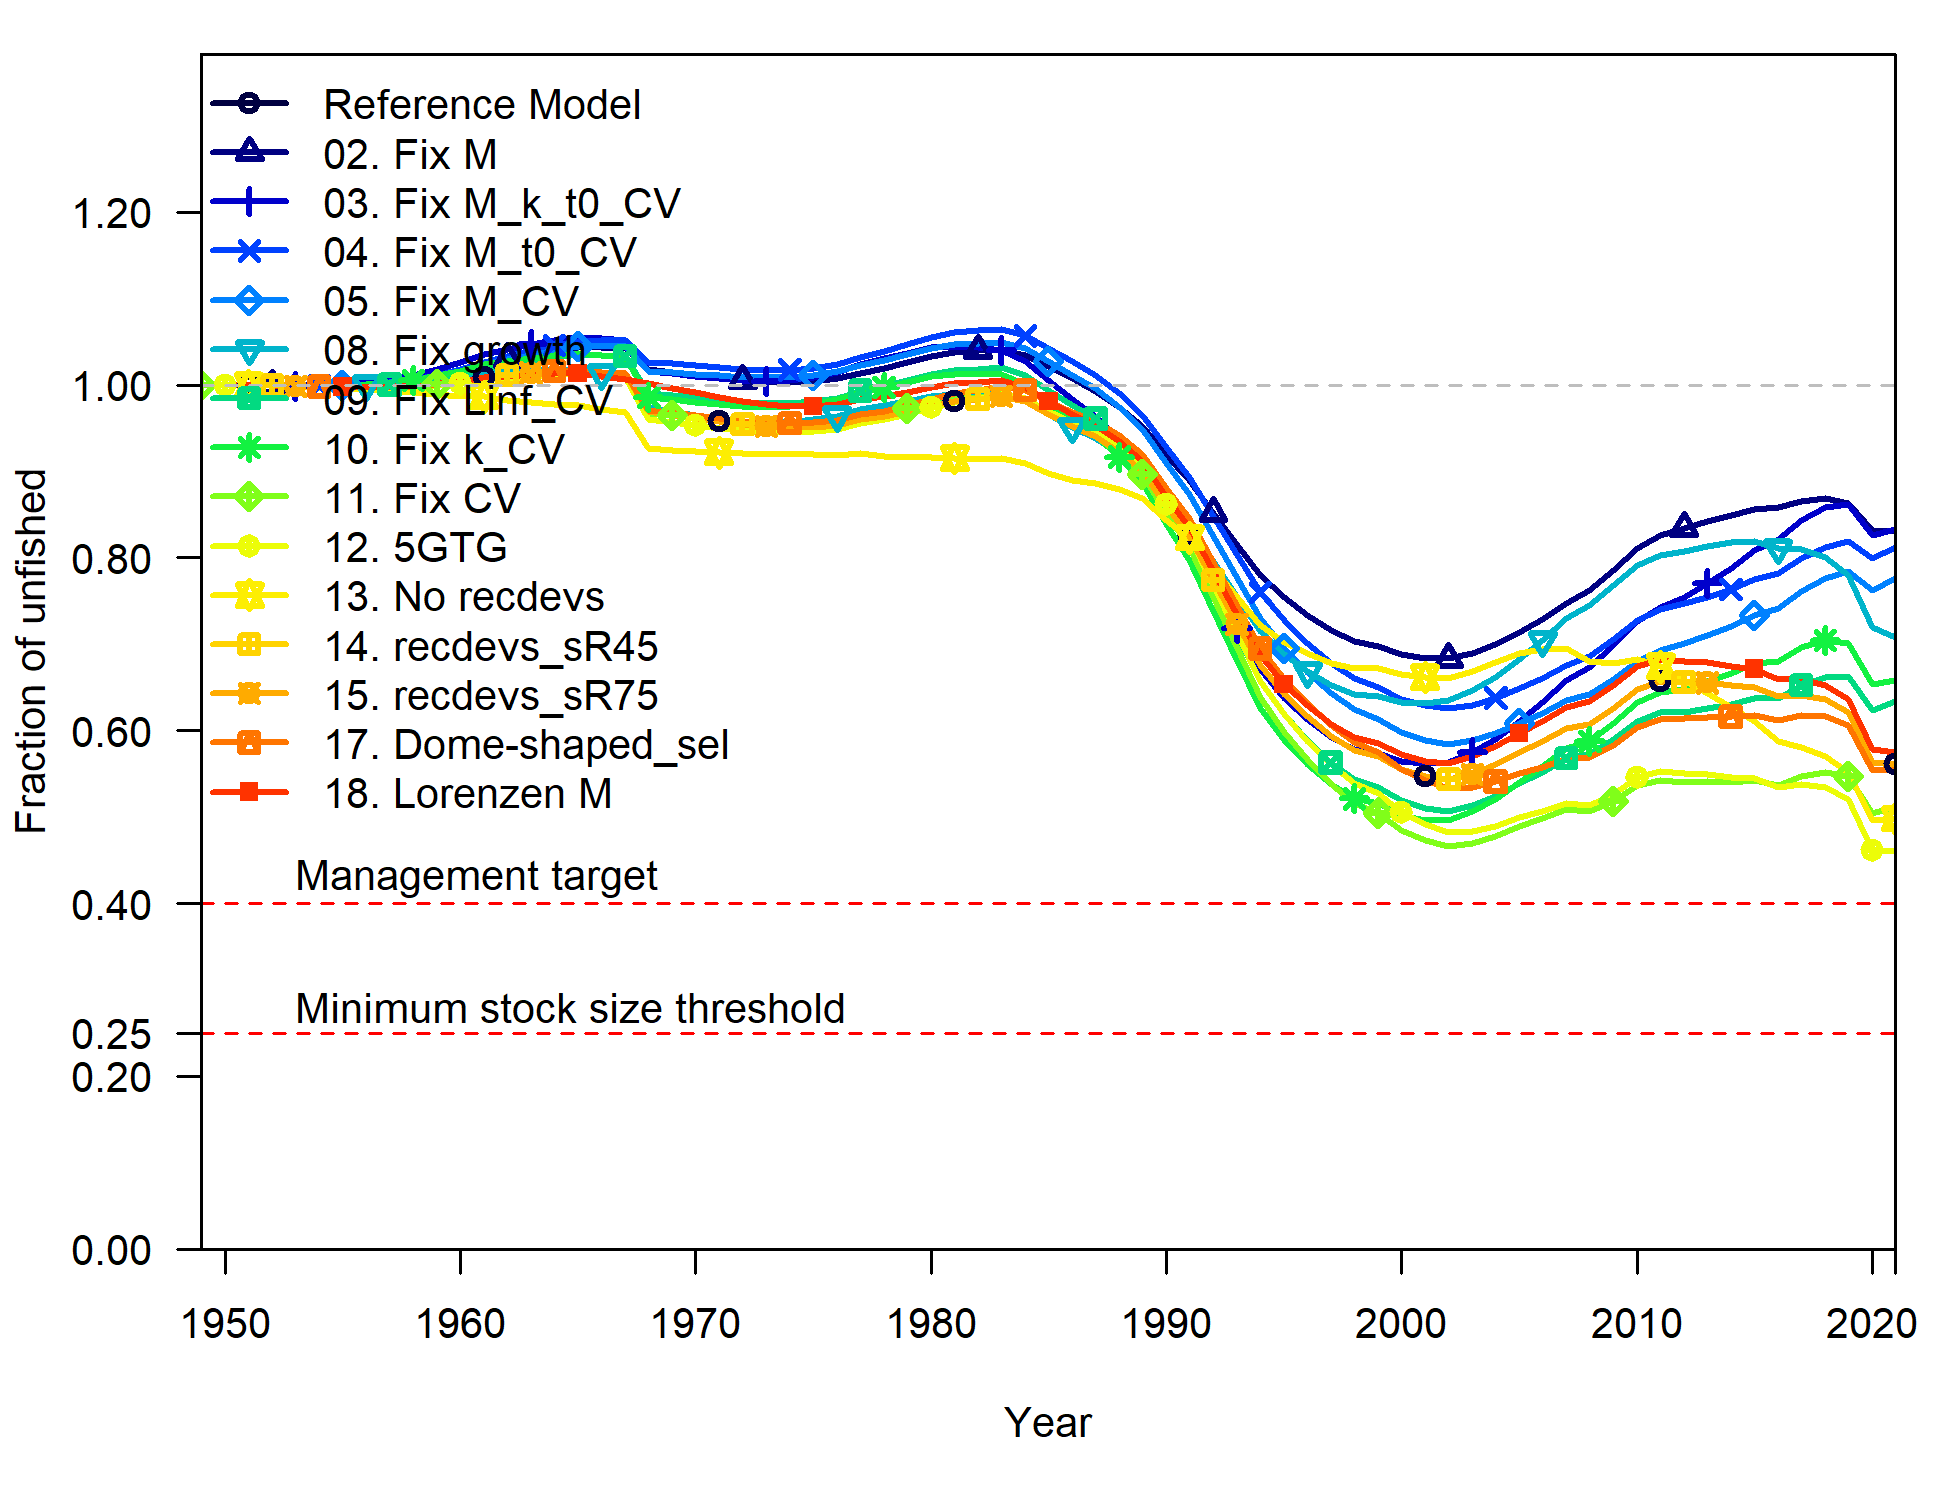 Reference Model
02. Fix M
03. Fix M_k_t0_CV
04. Fix M_t0_CV
05. Fix M_CV
08. Fix growth
09. Fix Linf_CV
10. Fix k_CV
11. Fix CV
12. 5GTG
13. No recdevs
14. recdevs_sR45
15. recdevs_sR75
17. Dome-shaped_sel
18. Lorenzen M
Fraction of unfished
1.20
1.00
0.80
0.60
0.40
0.25
0.20
0.00
Management target
Minimum stock size threshold
1950 1960 1970 1980 1990 2000 2010 2020
Year